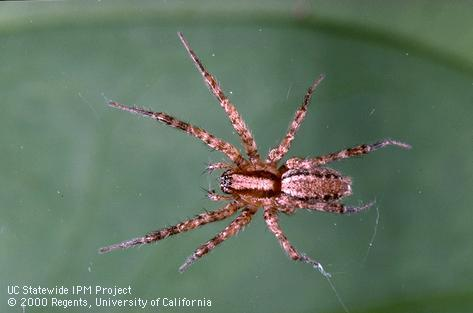 UC Statewide IPM Project
© 2000 Regents, University of California